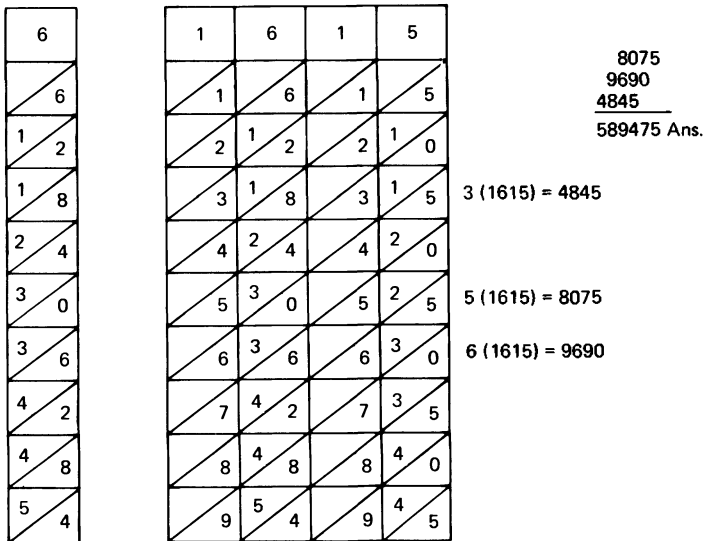 6
6
1 2
1 8
2 4
3 0
3 6
4 2
4 8
5 4
1 6 1 5
1 6 1 5
2 1 2 2 1 0
3 1 8 3 1 5 3 (1615) = 4845
4 2 4 4 2 0
5 3 0 5 2 5 5 (1615) = 8075
6 3 6 6 3 0 6 (1615) = 9690
7 4 2 7 3 5
8 4 8 8 4 0
9 5 4 9 4 5
8075
9690
4845
589475 Ans.